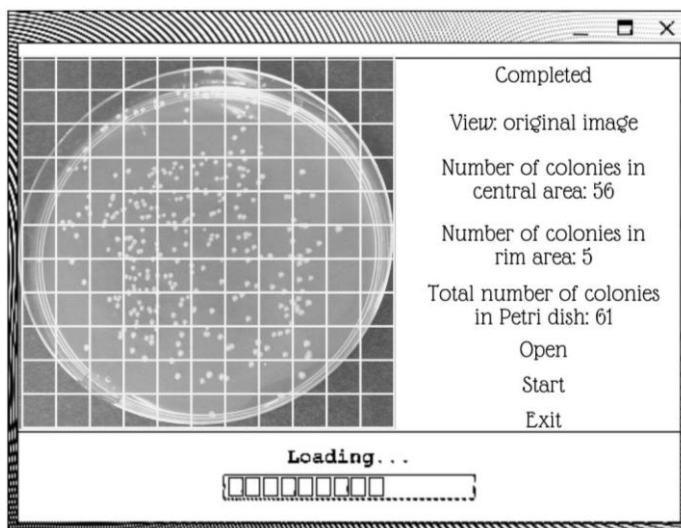 Completed
View: original image
Number of colonies in
central area: 56
Number of colonies in
rim area: 5
Total number of colonies
in Petri dish: 61
Open
Start
Exit
Loading...